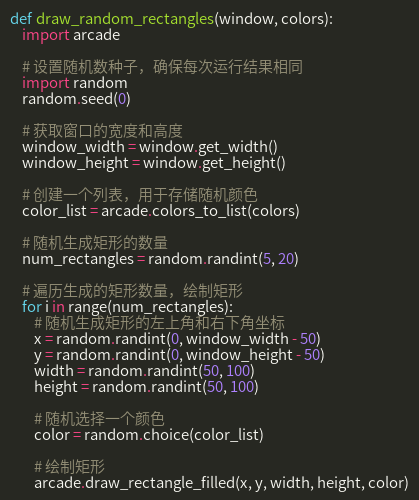 def draw_random_rectangles(window, colors):
import arcade
# 设置随机数种子，确保每次运行结果相同
import random
random.seed(0)
# 获取窗口的宽度和高度
window_width = window.get_width()
window_height = window.get_height()
# 创建一个列表，用于存储随机颜色
color_list = arcade.colors_to_list(colors)
# 随机生成矩形的数量
num_rectangles = random.randint(5, 20)
# 遍历生成的矩形数量，绘制矩形
for i in range(num_rectangles):
# 随机生成矩形的左上角和右下角坐标
x = random.randint(0, window_width - 50)
y = random.randint(0, window_height - 50)
width = random.randint(50, 100)
height = random.randint(50, 100)
# 随机选择一个颜色
color = random.choice(color_list)
# 绘制矩形
arcade.draw_rectangle_filled(x, y, width, height, color)